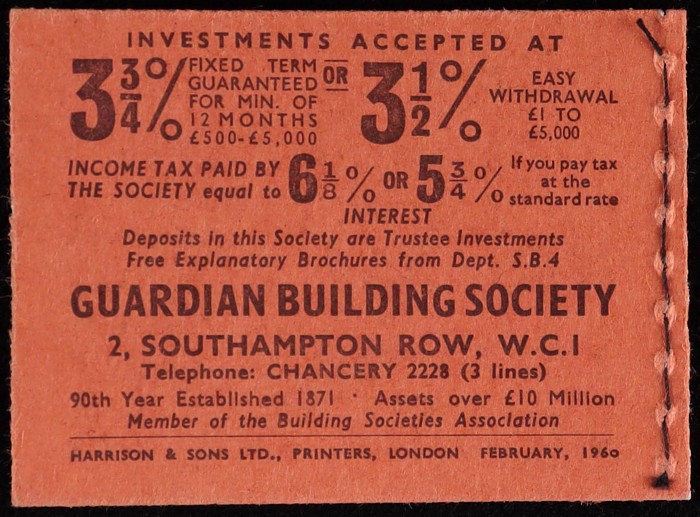 INVESTMENTS ACCEPTED AT
3¾% FIXED TERM GUARANTEED FOR MIN. OF 12 MONTHS £500-£5,000 OR 3½% EASY WITHDRAWAL £1 TO £5,000
INCOME TAX PAID BY THE SOCIETY equal to 6⅛% OR 5¾% If you pay tax at the standard rate
INTEREST
Deposits in this Society are Trustee Investments
Free Explanatory Brochures from Dept. S.B.4
GUARDIAN BUILDING SOCIETY
2, SOUTHAMPTON ROW, W.C.1
Telephone: CHANCERY 2228 (3 lines)
90th Year Established 1871 · Assets over £10 Million
Member of the Building Societies Association
HARRISON & SONS LTD., PRINTERS, LONDON FEBRUARY, 1960